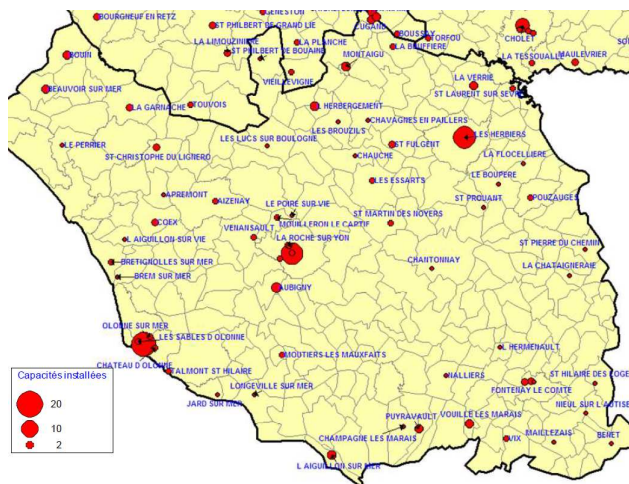 BOURGNEUF EN RETZ
GENESTON
ST PHILBERT DE GRAND LIE
CUGAND
BOUSSAY
TORFOU
CHOLET
LA LIMOUZINIERE
ST PHILBERT DE BOUAINE
LA PLANCHE
LA BRUFFIERE
MONTAIGU
LA TESSOUALLE
MAULEVRIER
BOUIN
VIEILLEVIGNE
LA VERRIE
BEAUVOIR SUR MER
ST LAURENT SUR SEVRE
LA GARNACHE
TOUVOIS
L HERBERGEMENT
LES BROUZILS
CHAVAGNES EN PAILLERS
LES HERBIERS
LE PERRIER
ST CHRISTOPHE DU LIGNERO
LES LUCS SUR BOULOGNE
ST FULGENT
CHAUCHE
LA FLOCELLIERE
LES ESSARTS
LE BOUPERE
APREMONT
AIZENAY
LE POIRE SUR VIE
ST PROUANT
POUZAUGES
COEX
MOUILLERON LE CAPTIF
ST MARTIN DES NOYERS
L AIGUILLON SUR VIE
VENANSAULT
LA ROCHE SUR YON
ST PIERRE DU CHEMIN
BRETIGNOLLES SUR MER
CHANTONNAY
LA CHATAIGNERAIE
BREM SUR MER
AUBIGNY
OLONNE SUR MER
LES SABLES D OLONNE
L HERMENAULT
CHATEAU D OLONNE
TALMONT ST HILAIRE
MOUTIERS LES MAUXFAITS
Capacités installées
20
10
2
NALLIERS
ST HILAIRE DES LOGE
LONGEVILLE SUR MER
FONTENAY LE COMTE
JARD SUR MER
NIEUL SUR L AUTISE
PUYRAVAULT
VOUILLE LES MARAIS
CHAMPAGNE LES MARAIS
VIX
MAILLEZAIS
BENET
L AIGUILLON SUR MER